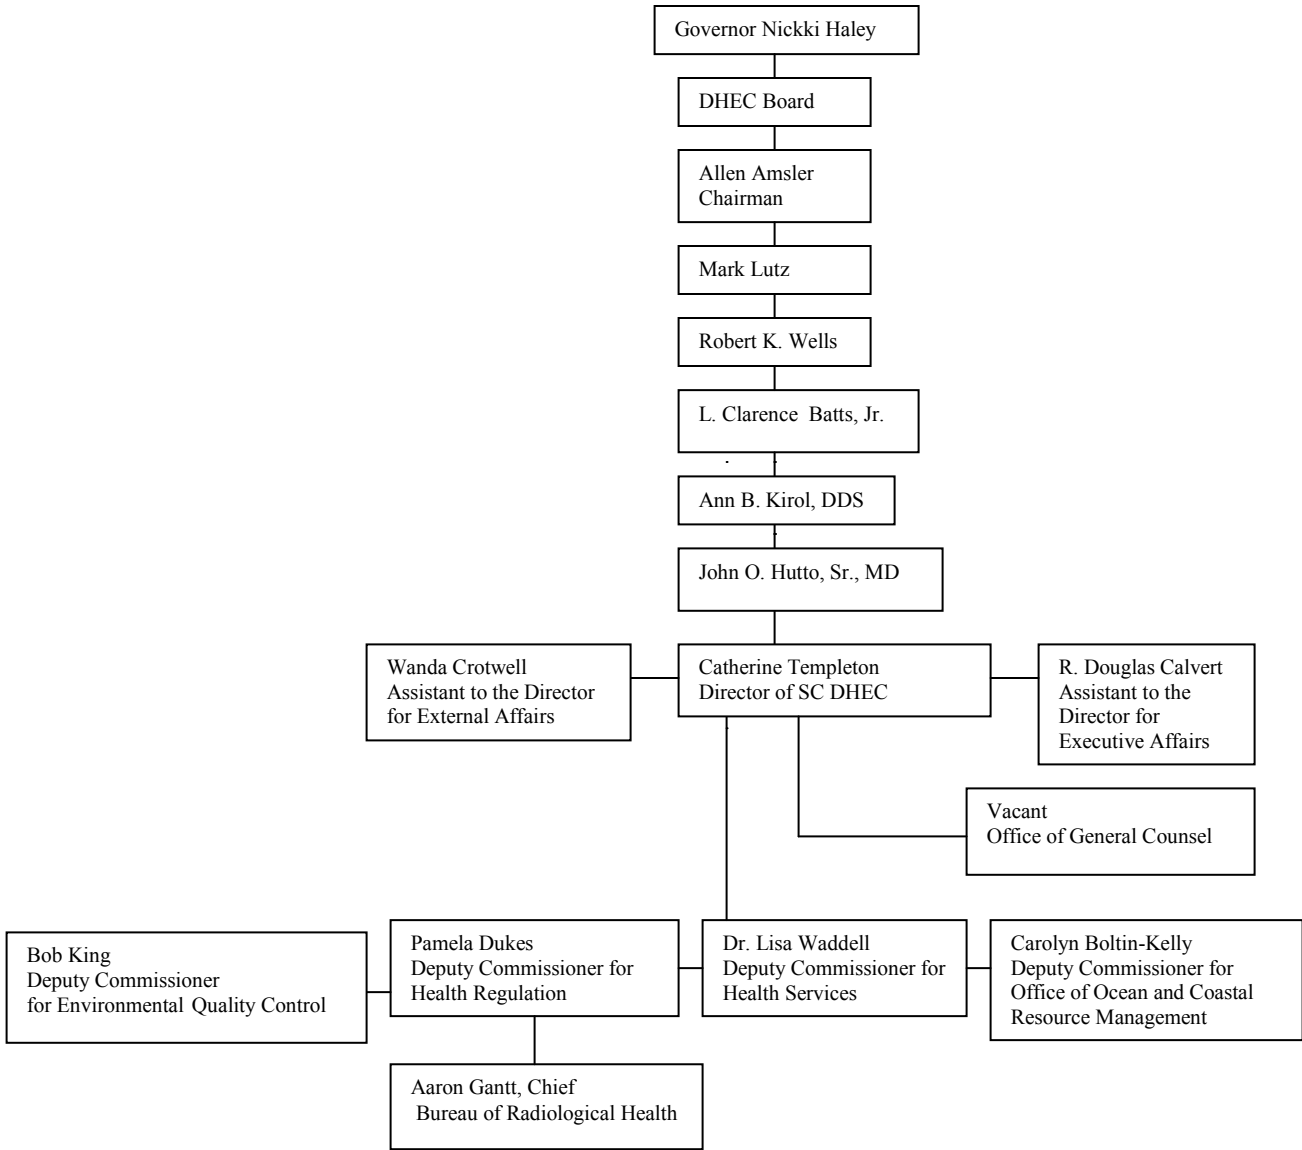 Governor Nickki Haley
DHEC Board
Allen Amsler
Chairman
Mark Lutz
Robert K. Wells
L. Clarence Batts, Jr.
Ann B. Kirol, DDS
John O. Hutto, Sr., MD
Wanda Crotwell
Assistant to the Director
for External Affairs
Catherine Templeton
Director of SC DHEC
R. Douglas Calvert
Assistant to the
Director for
Executive Affairs
Vacant
Office of General Counsel
Bob King
Deputy Commissioner
for Environmental Quality Control
Pamela Dukes
Deputy Commissioner for
Health Regulation
Dr. Lisa Waddell
Deputy Commissioner for
Health Services
Carolyn Boltin-Kelly
Deputy Commissioner for
Office of Ocean and Coastal
Resource Management
Aaron Gantt, Chief
Bureau of Radiological Health